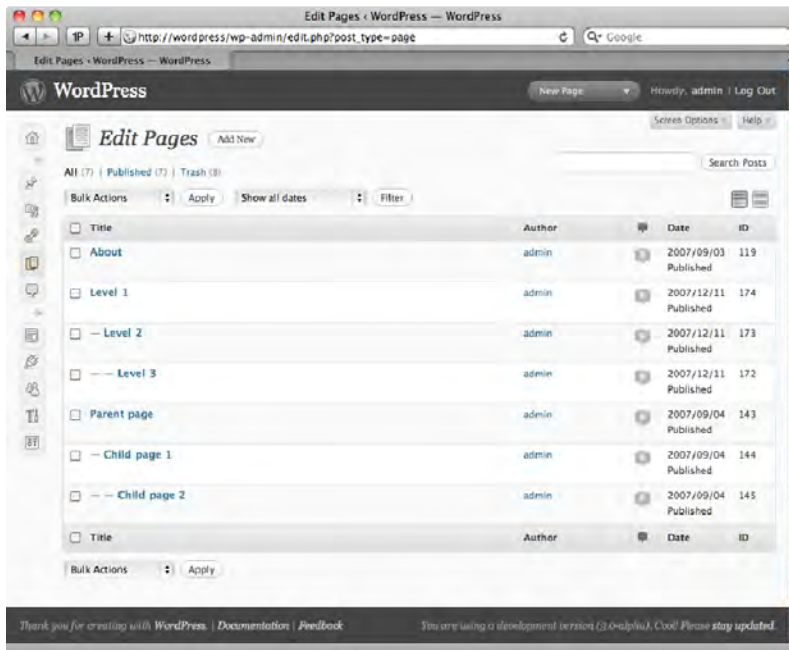 Edit Pages ‹ WordPress — WordPress
1P + http://wordpress/wp-admin/edit.php?post_type=page Google
Edit Pages ‹ WordPress — WordPress
WordPress New Page Howdy, admin | Log Out
Screen Options Help
Edit Pages Add New
Search Posts
All (7) | Published (7) | Trash (8)
Bulk Actions Apply Show all dates Filter
Title Author Date ID
About admin 2007/09/03 119
Published
Level 1 admin 2007/12/11 174
Published
— Level 2 admin 2007/12/11 173
Published
— — Level 3 admin 2007/12/11 172
Published
Parent page admin 2007/09/04 143
Published
— Child page 1 admin 2007/09/04 144
Published
— — Child page 2 admin 2007/09/04 145
Published
Title Author Date ID
Bulk Actions Apply
Thank you for creating with WordPress. | Documentation | Feedback You are using a development version (3.0-alpha). Cool! Please stay updated.